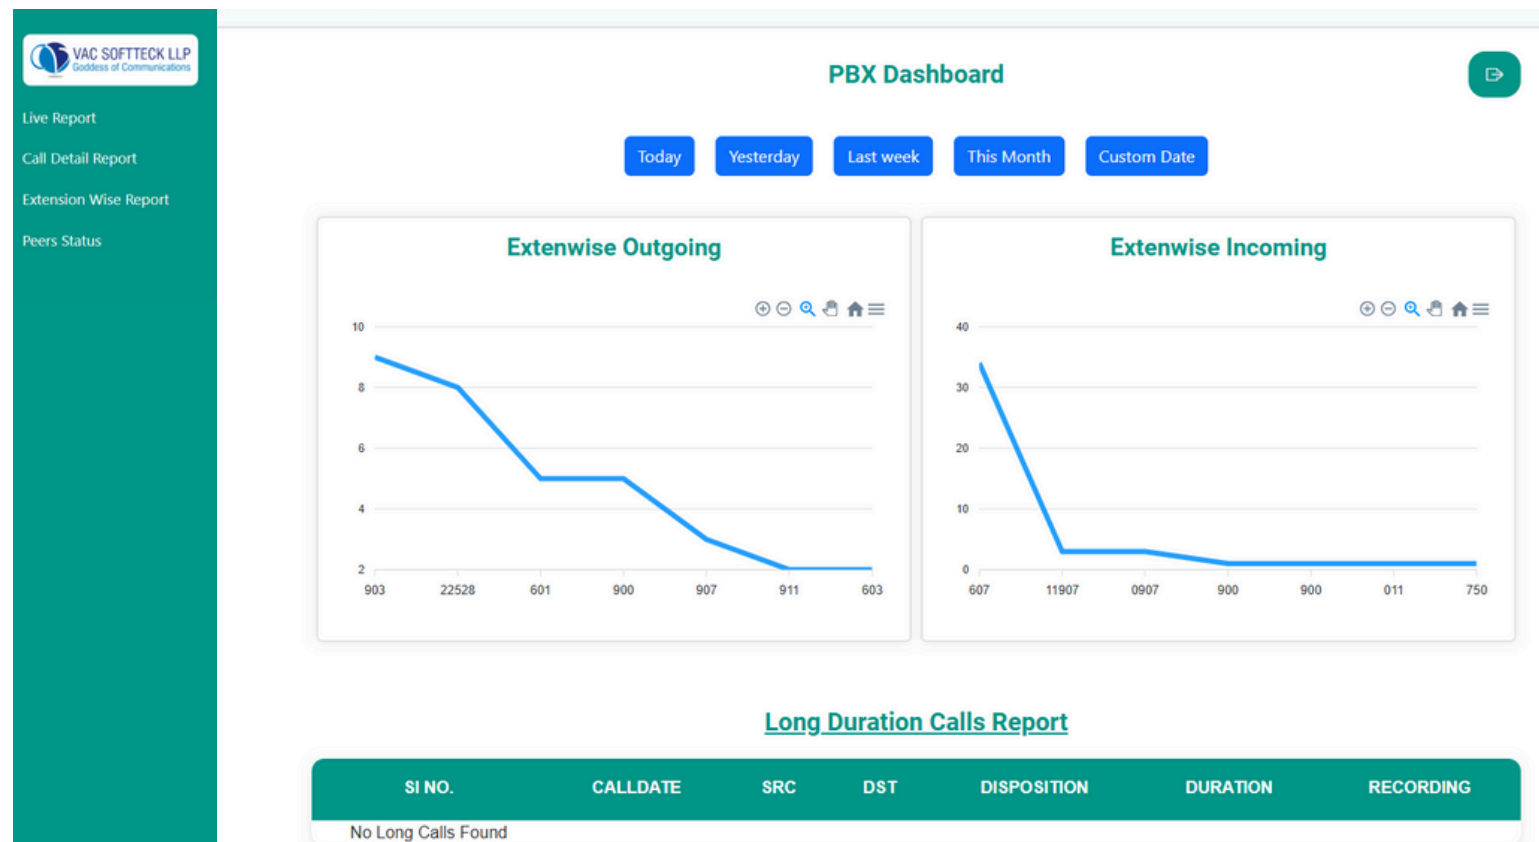 VAC SOFTTECK LLP
Goddess of Communications
Live Report
Call Detail Report
Extension Wise Report
Peers Status
PBX Dashboard
Today Yesterday Last week This Month Custom Date
Extenwise Outgoing
10
8
6
4
2
903 22528 601 900 907 911 603
Extenwise Incoming
40
30
20
10
0
607 11907 0907 900 900 011 750
Long Duration Calls Report
SI NO. CALLDATE SRC DST DISPOSITION DURATION RECORDING
No Long Calls Found